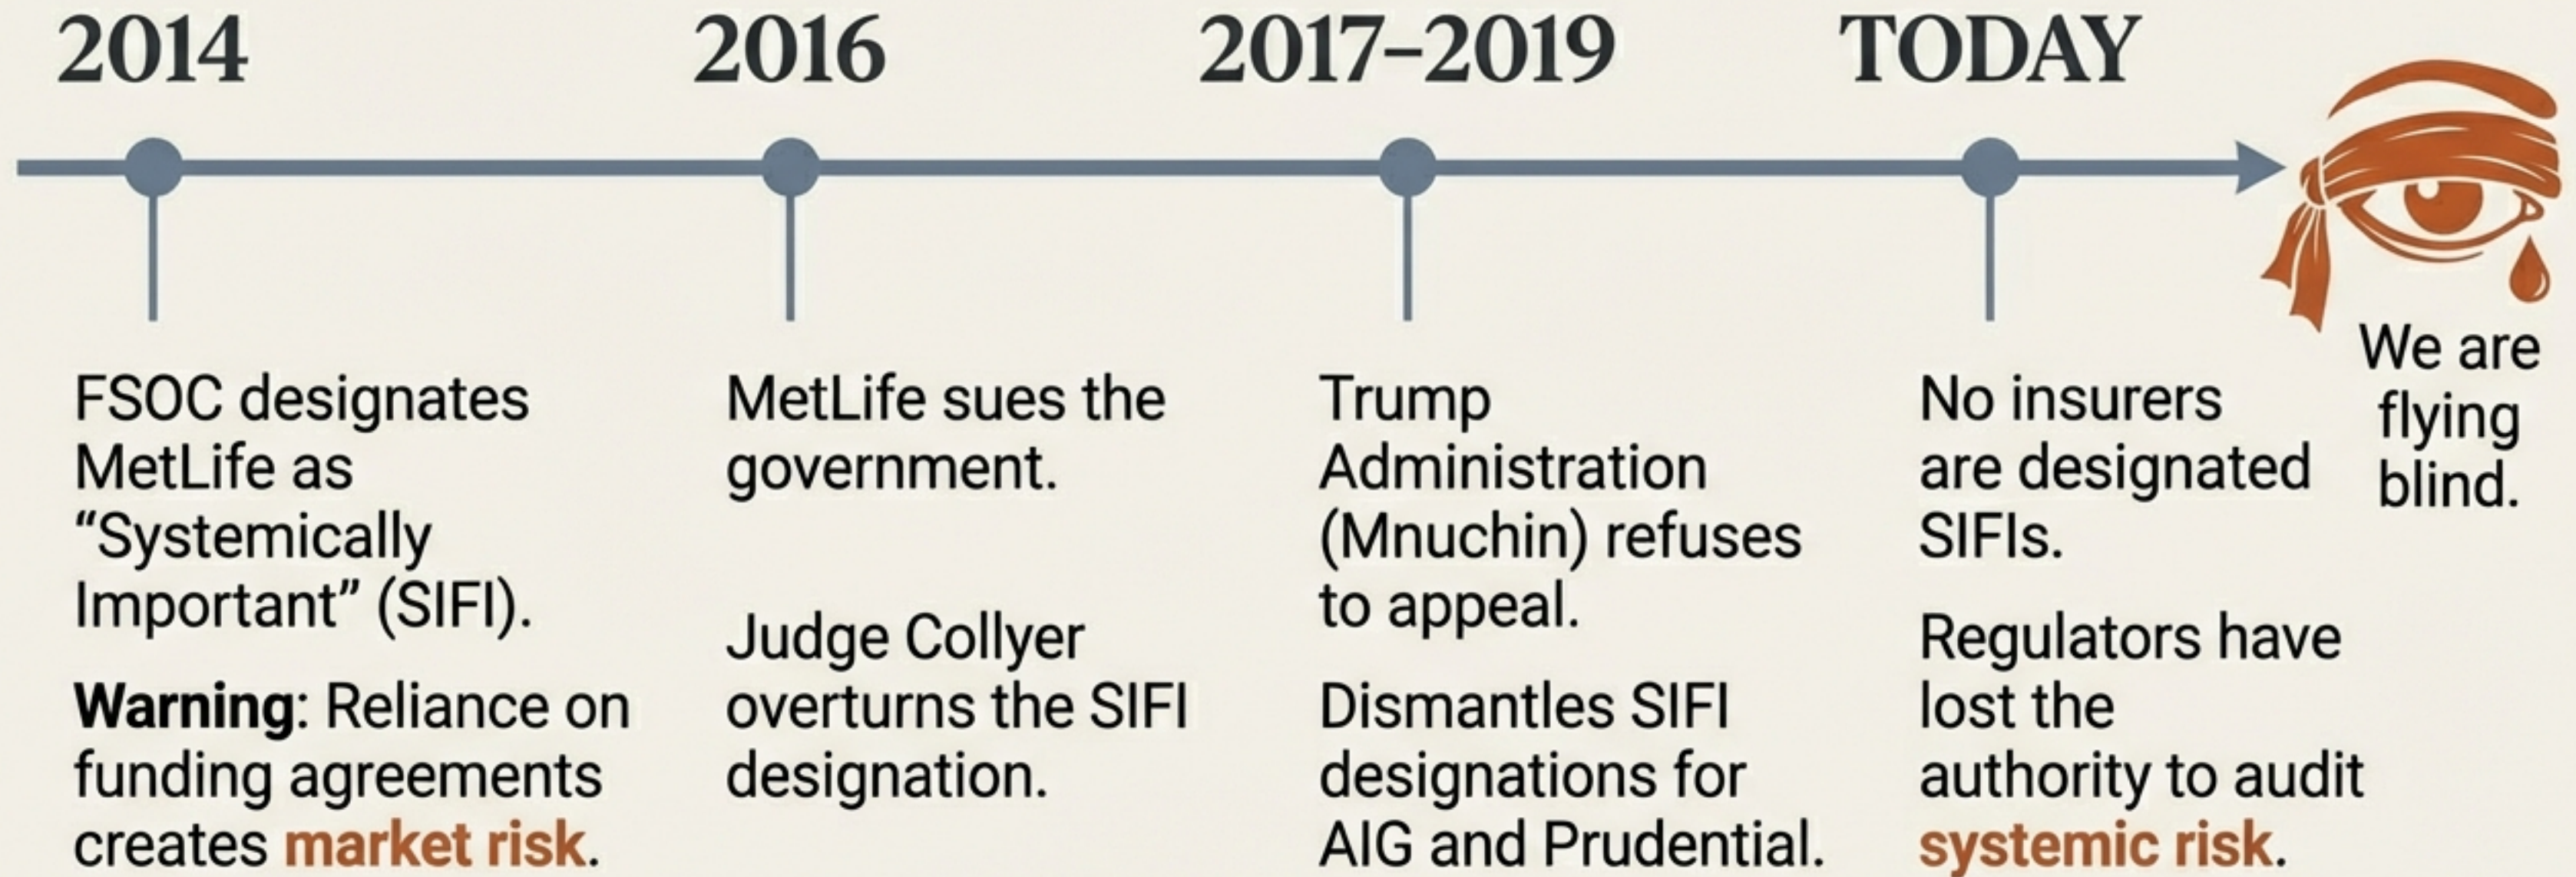 2014
FSOC designates
MetLife as
“Systemically
Important” (SIFI).
Warning: Reliance on
funding agreements
creates market risk.
2016
MetLife sues the
government.
Judge Collyer
overturns the SIFI
designation.
2017–2019
Trump
Administration
(Mnuchin) refuses
to appeal.
Dismantles SIFI
designations for
AIG and Prudential.
TODAY
No insurers
are designated
SIFIs.
Regulators have
lost the
authority to audit
systemic risk.
We are
flying
blind.